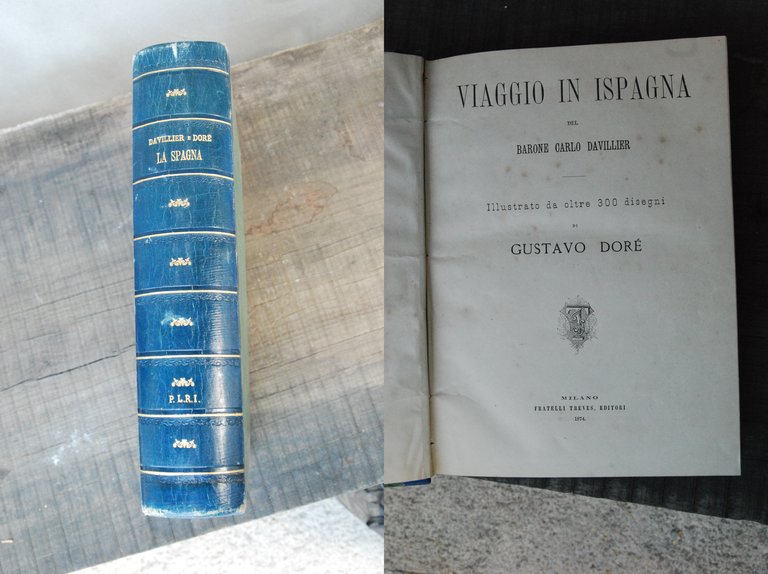 DAVILLIER E DORÉ
LA SPAGNA
P.L.R.I.
VIAGGIO IN ISPAGNA
DEL
BARONE CARLO DAVILLIER
Illustrato da oltre 300 disegni
DI
GUSTAVO DORÉ
MILANO
FRATELLI TREVES, EDITORI
1874.